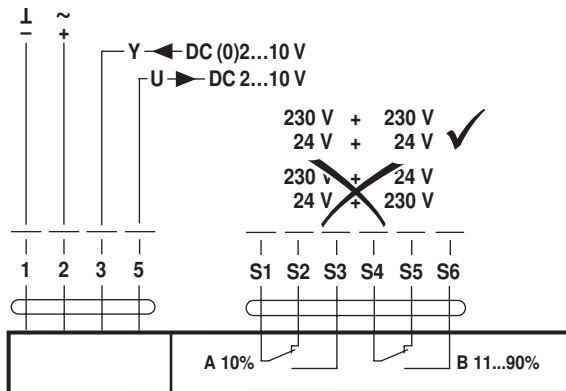 ⊥ ~
– +
Y DC (0)2…10 V
U DC 2…10 V
230 V + 230 V
24 V + 24 V
230 V + 24 V
24 V + 230 V
1 2 3 5 S1 S2 S3 S4 S5 S6
A 10% B 11...90%